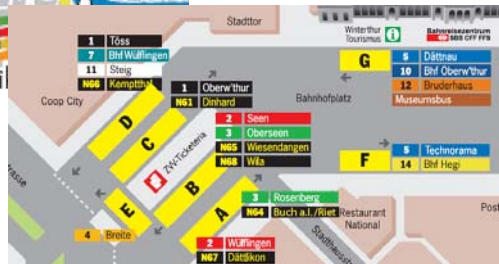 Stadttor
Winterthur
Tourismus
i
Bahnreisezentrum
SBB CFF FFS
1 Töss
7 Bhf Wülflingen
11 Steig
N66 Kemptthal
Coop City
1 Oberw'thur
N61 Dinhard
2 Seen
3 Oberseen
N65 Wiesendangen
N68 Wila
Bahnhofplatz
G
5 Dättnau
10 Bhf Oberw'thur
12 Bruderhaus
Museumsbus
D
C
ZVV-Ticketeria
B
A
E
F
5 Technorama
14 Bhf Hegi
3 Rosenberg
N64 Buch a.I./Riet
Restaurant
National
Post
4 Breite
2 Wülflingen
N67 Dättlikon